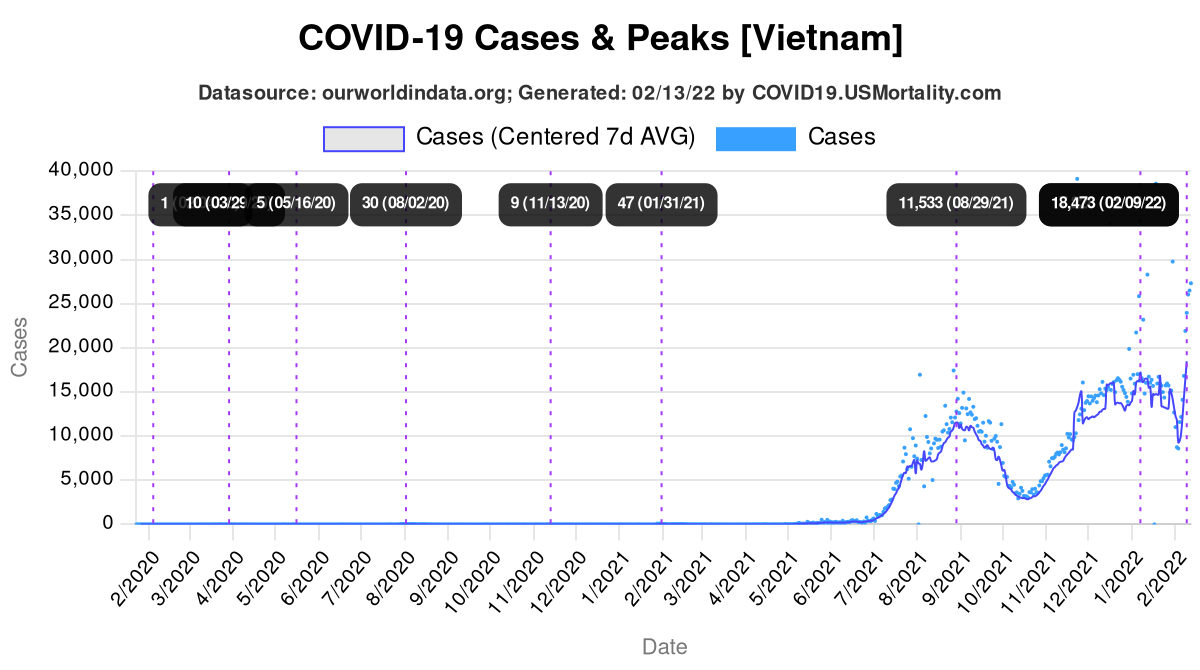 COVID-19 Cases & Peaks [Vietnam]
Datasource: ourworldindata.org; Generated: 02/13/22 by COVID19.USMortality.com
Cases (Centered 7d AVG) Cases
40,000
35,000
30,000
25,000
20,000
15,000
10,000
5,000
0
Cases
1 10 (03/29 5 (05/16/20) 30 (08/02/20) 9 (11/13/20) 47 (01/31/21) 11,533 (08/29/21) 18,473 (02/09/22)
2/2020 3/2020 4/2020 5/2020 6/2020 7/2020 8/2020 9/2020 10/2020 11/2020 12/2020 1/2021 2/2021 3/2021 4/2021 5/2021 6/2021 7/2021 8/2021 9/2021 10/2021 11/2021 12/2021 1/2022 2/2022
Date